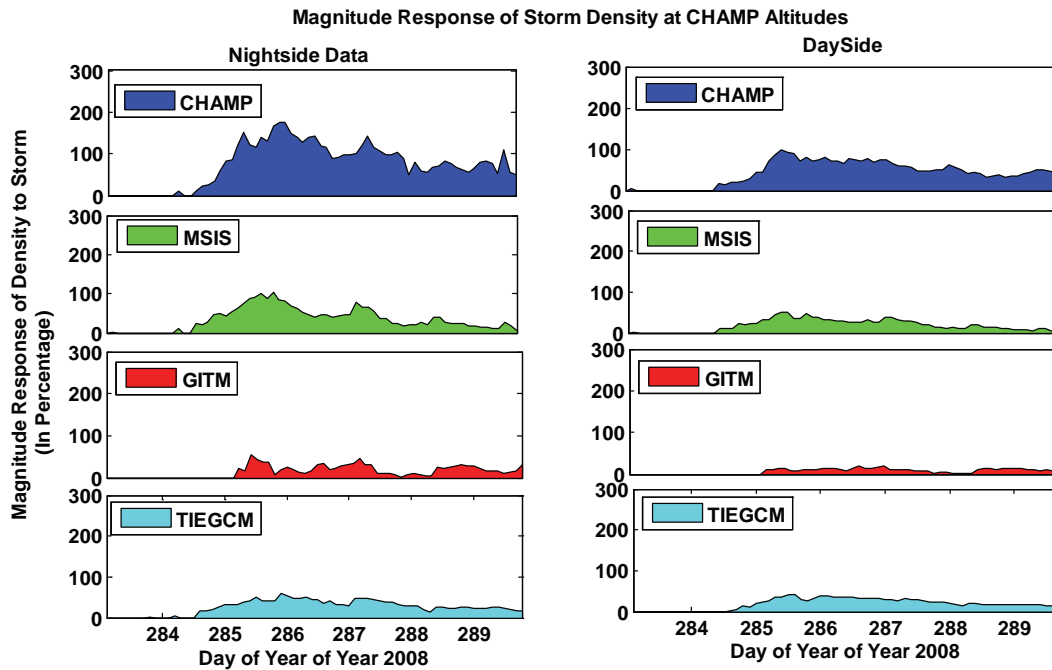 Magnitude Response of Storm Density at CHAMP Altitudes
Nightside Data
DaySide
Magnitude Response of Density to Storm
(In Percentage)
300
200
100
0
CHAMP
300
200
100
0
CHAMP
300
200
100
0
MSIS
300
200
100
0
MSIS
300
200
100
0
GITM
300
200
100
0
GITM
300
200
100
0
TIEGCM
300
200
100
0
TIEGCM
284 285 286 287 288 289
284 285 286 287 288 289
Day of Year of Year 2008
Day of Year of Year 2008